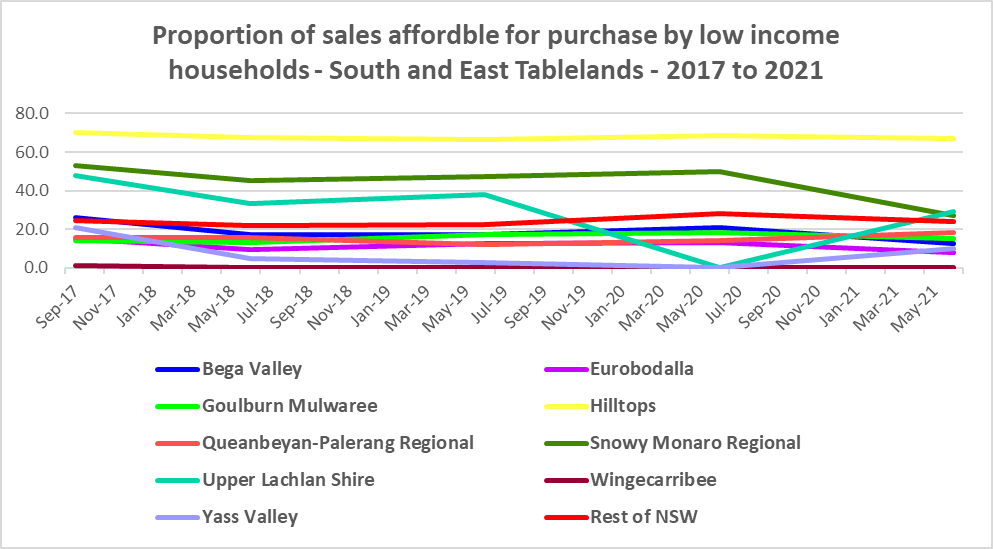 Proportion of sales affordble for purchase by low income
households - South and East Tablelands - 2017 to 2021
80.0
60.0
40.0
20.0
0.0
Sep-17 Nov-17 Jan-18 Mar-18 May-18 Jul-18 Sep-18 Nov-18 Jan-19 Mar-19 May-19 Jul-19 Sep-19 Nov-19 Jan-20 Mar-20 May-20 Jul-20 Sep-20 Nov-20 Jan-21 Mar-21 May-21
Bega Valley Eurobodalla
Goulburn Mulwaree Hilltops
Queanbeyan-Palerang Regional Snowy Monaro Regional
Upper Lachlan Shire Wingecarribee
Yass Valley Rest of NSW